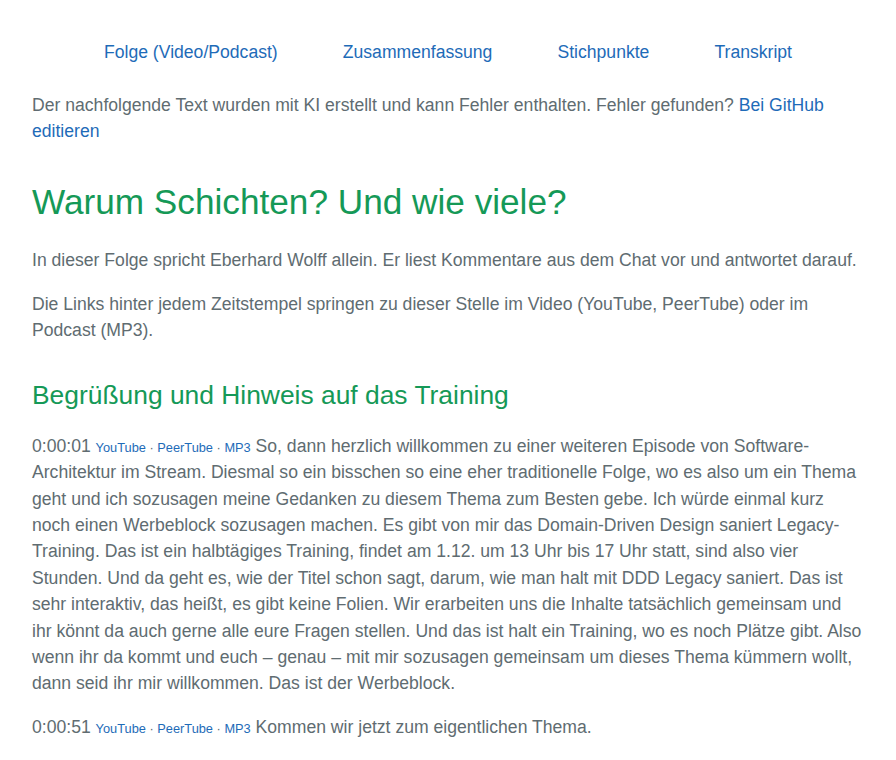 Folge (Video/Podcast) Zusammenfassung Stichpunkte Transkript
Der nachfolgende Text wurden mit KI erstellt und kann Fehler enthalten. Fehler gefunden? Bei GitHub
editieren
Warum Schichten? Und wie viele?
In dieser Folge spricht Eberhard Wolff allein. Er liest Kommentare aus dem Chat vor und antwortet darauf.
Die Links hinter jedem Zeitstempel springen zu dieser Stelle im Video (YouTube, PeerTube) oder im
Podcast (MP3).
Begrüßung und Hinweis auf das Training
0:00:01 YouTube · PeerTube · MP3 So, dann herzlich willkommen zu einer weiteren Episode von Software-
Architektur im Stream. Diesmal so ein bisschen so eine eher traditionelle Folge, wo es also um ein Thema
geht und ich sozusagen meine Gedanken zu diesem Thema zum Besten gebe. Ich würde einmal kurz
noch einen Werbeblock sozusagen machen. Es gibt von mir das Domain-Driven Design saniert Legacy-
Training. Das ist ein halbtägiges Training, findet am 1.12. um 13 Uhr bis 17 Uhr statt, sind also vier
Stunden. Und da geht es, wie der Titel schon sagt, darum, wie man halt mit DDD Legacy saniert. Das ist
sehr interaktiv, das heißt, es gibt keine Folien. Wir erarbeiten uns die Inhalte tatsächlich gemeinsam und
ihr könnt da auch gerne alle eure Fragen stellen. Und das ist halt ein Training, wo es noch Plätze gibt. Also
wenn ihr da kommt und euch – genau – mit mir sozusagen gemeinsam um dieses Thema kümmern wollt,
dann seid ihr mir willkommen. Das ist der Werbeblock.
0:00:51 YouTube · PeerTube · MP3 Kommen wir jetzt zum eigentlichen Thema.